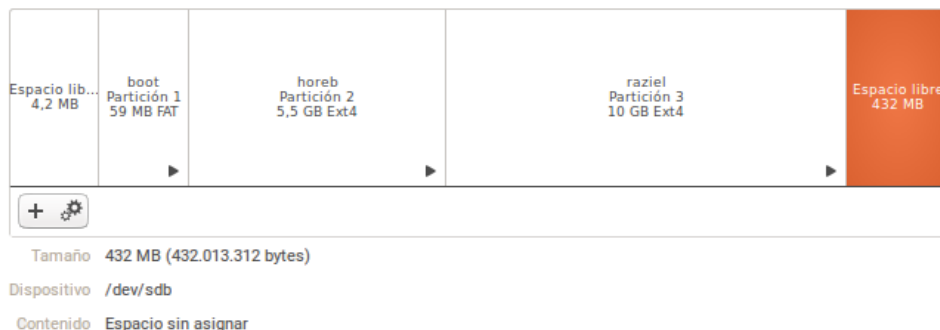 Espacio lib...
4,2 MB
boot
Partición 1
59 MB FAT
horeb
Partición 2
5,5 GB Ext4
raziel
Partición 3
10 GB Ext4
Espacio libre
432 MB
Tamaño 432 MB (432.013.312 bytes)
Dispositivo /dev/sdb
Contenido Espacio sin asignar